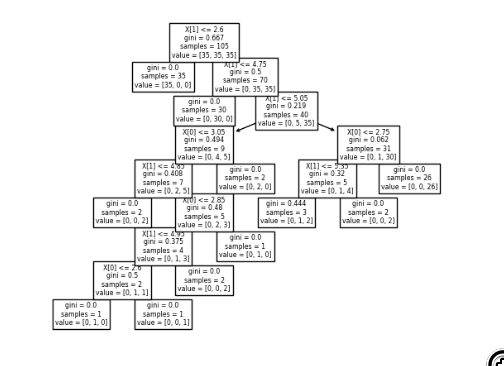 X[1] <= 2.6
gini = 0.667
samples = 105
value = [35, 35, 35]
gini = 0.0
samples = 35
value = [35, 0, 0]
X[1] <= 4.75
gini = 0.5
samples = 70
value = [0, 35, 35]
gini = 0.0
samples = 30
value = [0, 30, 0]
X[1] <= 5.05
gini = 0.219
samples = 40
value = [0, 5, 35]
X[0] <= 3.05
gini = 0.494
samples = 9
value = [0, 4, 5]
X[0] <= 2.75
gini = 0.062
samples = 31
value = [0, 1, 30]
X[1] <= 4.85
gini = 0.408
samples = 7
value = [0, 2, 5]
gini = 0.0
samples = 2
value = [0, 2, 0]
X[1] <= 5.35
gini = 0.32
samples = 5
value = [0, 1, 4]
gini = 0.0
samples = 26
value = [0, 0, 26]
gini = 0.0
samples = 2
value = [0, 0, 2]
X[0] <= 2.85
gini = 0.48
samples = 5
value = [0, 2, 3]
gini = 0.444
samples = 3
value = [0, 1, 2]
gini = 0.0
samples = 2
value = [0, 0, 2]
X[1] <= 4.95
gini = 0.375
samples = 4
value = [0, 1, 3]
gini = 0.0
samples = 1
value = [0, 1, 0]
X[0] <= 2.6
gini = 0.5
samples = 2
value = [0, 1, 1]
gini = 0.0
samples = 2
value = [0, 0, 2]
gini = 0.0
samples = 1
value = [0, 1, 0]
gini = 0.0
samples = 1
value = [0, 0, 1]